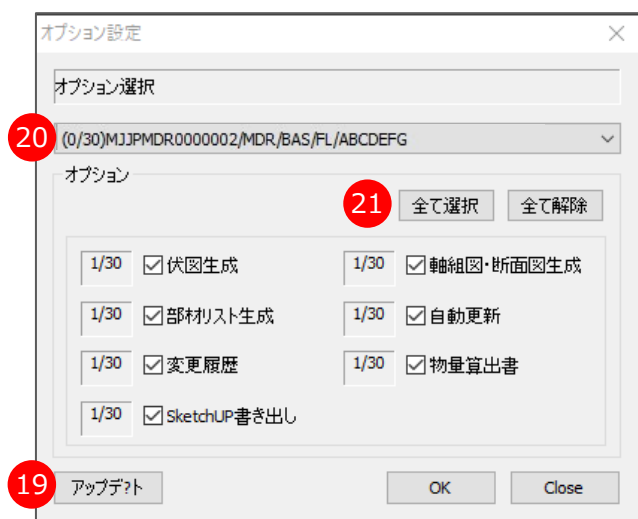 オプション設定
オプション選択
20 (0/30)MJJPMDR0000002/MDR/BAS/FL/ABCDEFG
オプション
21 全て選択 全て解除
1/30 伏図生成 1/30 軸組図・断面図生成
1/30 部材リスト生成 1/30 自動更新
1/30 変更履歴 1/30 物量算出書
1/30 SketchUP書き出し
19 アップデ?ト OK Close